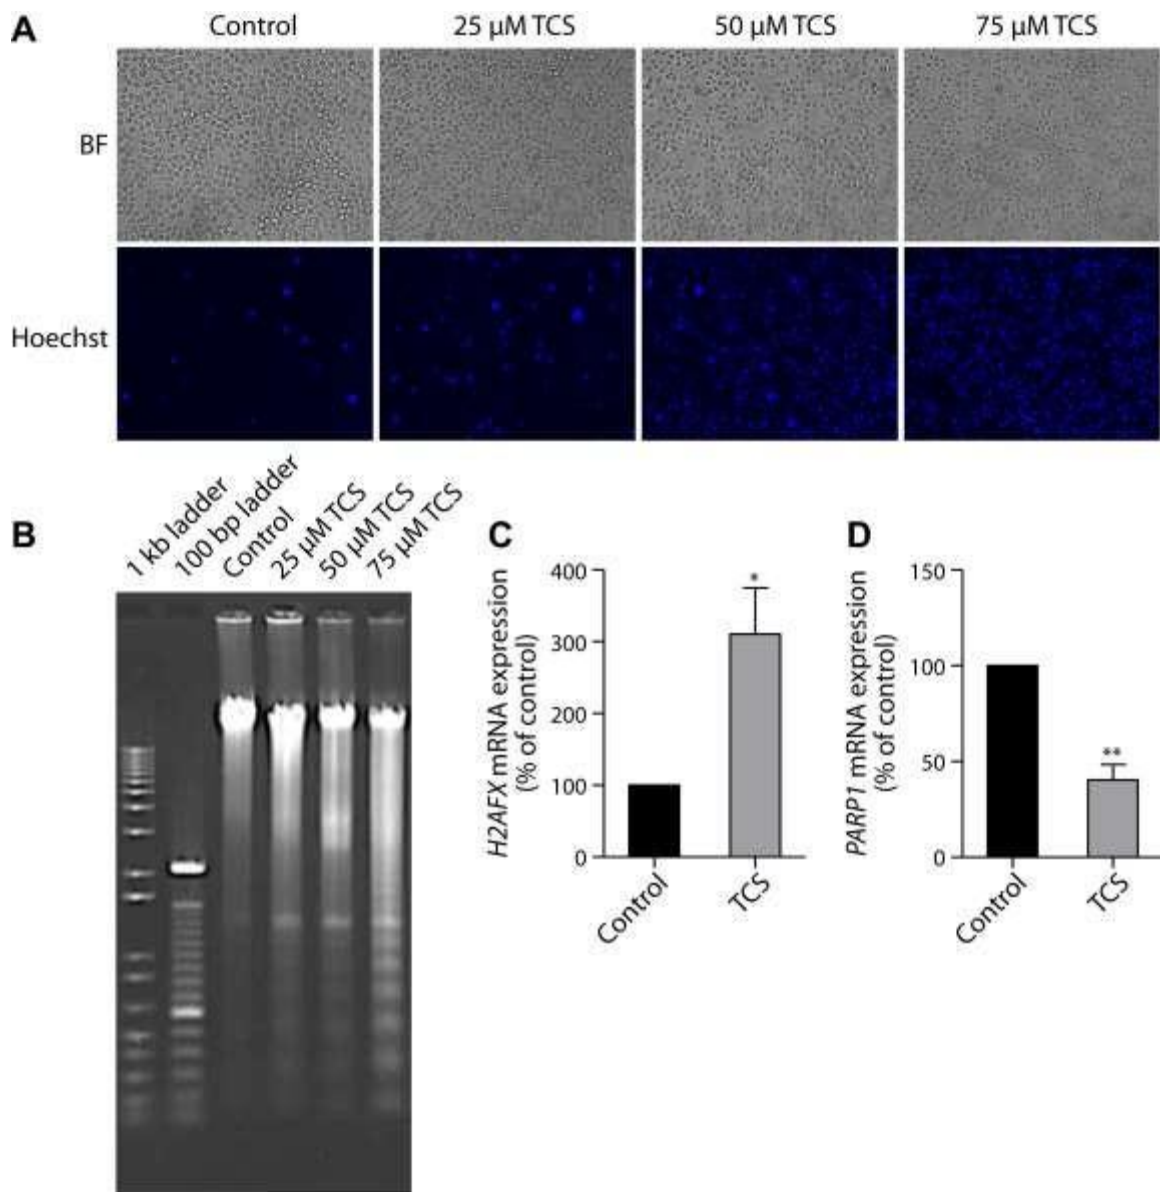 A
Control
25 µM TCS
50 µM TCS
75 µM TCS
BF
Hoechst
B
1 kb ladder
100 bp ladder
Control
25 µM TCS
50 µM TCS
75 µM TCS
C
H2AFX mRNA expression
(% of control)
400
300
200
100
0
*
Control
TCS
D
PARP1 mRNA expression
(% of control)
150
100
50
0
**
Control
TCS